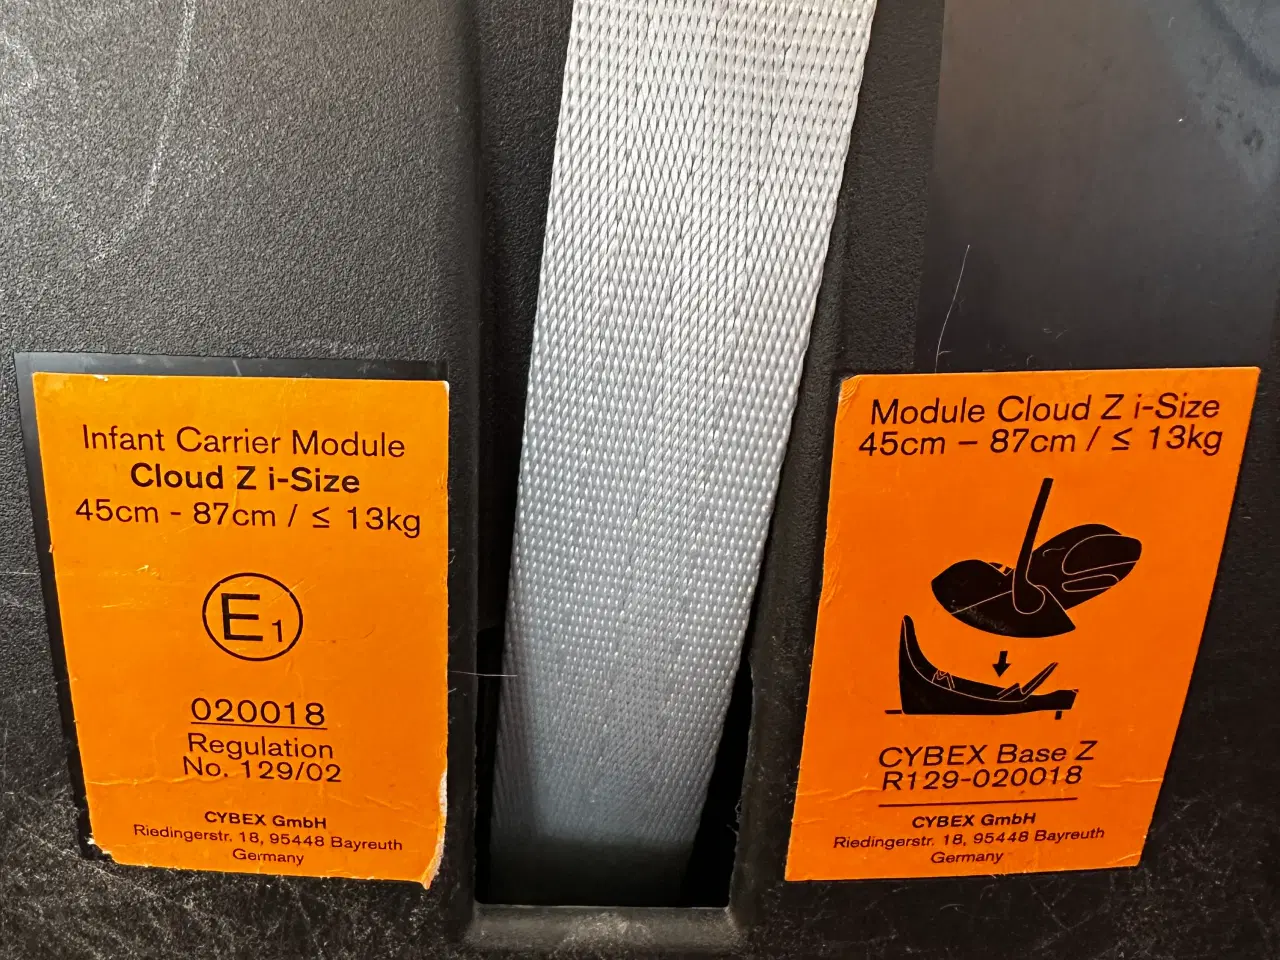 Infant Carrier Module
Cloud Z i-Size
45cm - 87cm / ≤ 13kg
E1
020018
Regulation
No. 129/02
CYBEX GmbH
Riedingerstr. 18, 95448 Bayreuth
Germany
Module Cloud Z i-Size
45cm – 87cm / ≤ 13kg
CYBEX Base Z
R129-020018
CYBEX GmbH
Riedingerstr. 18, 95448 Bayreuth
Germany